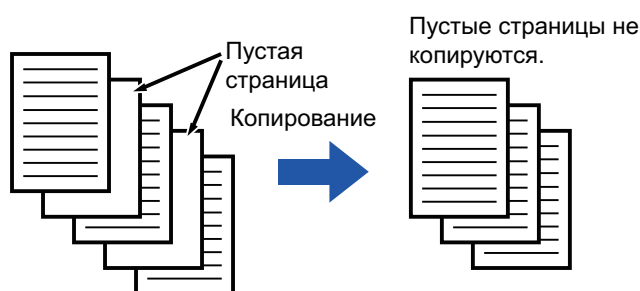 Пустая
страница
Копирование
Пустые страницы не
копируются.